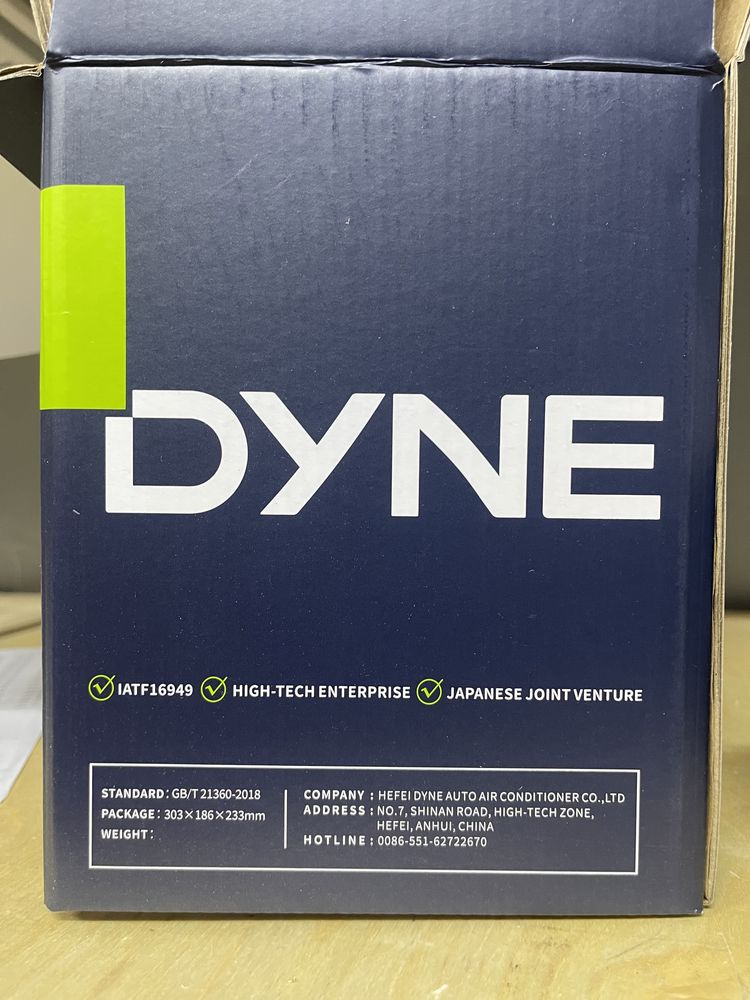 DYNE
IATF16949 HIGH-TECH ENTERPRISE JAPANESE JOINT VENTURE
STANDARD: GB/T 21360-2018
PACKAGE: 303×186×233mm
WEIGHT:
COMPANY : HEFEI DYNE AUTO AIR CONDITIONER CO.,LTD
ADDRESS : NO.7, SHINAN ROAD, HIGH-TECH ZONE,
HEFEI, ANHUI, CHINA
HOTLINE : 0086-551-62722670